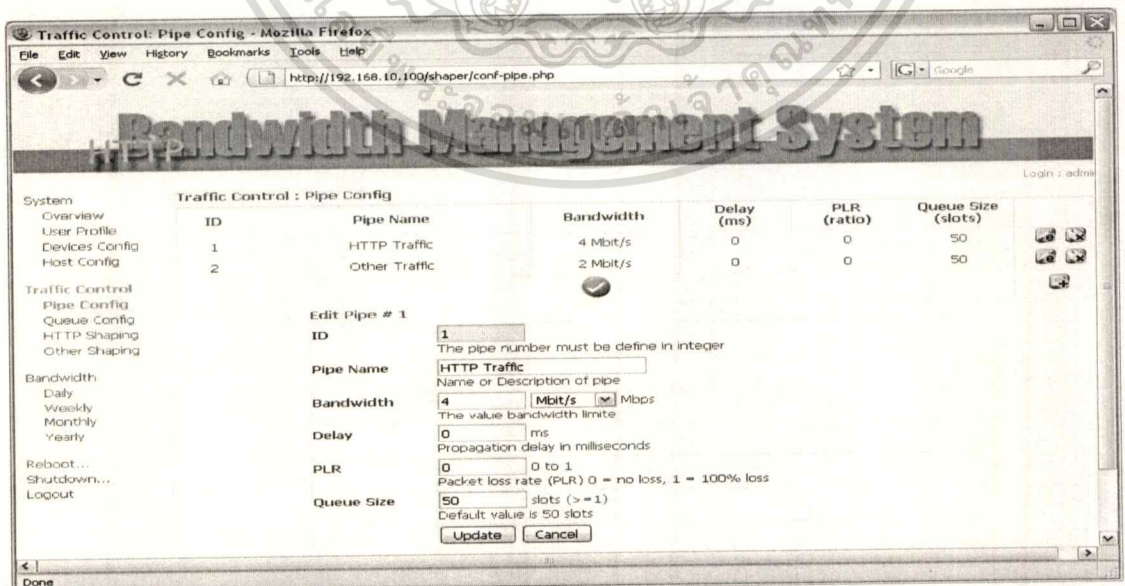 Traffic Control: Pipe Config - Mozilla Firefox
File Edit View History Bookmarks Tools Help
http://192.168.10.100/shaper/conf-pipe.php
Google
HTTP Bandwidth Management System
Login : admi
System
Overview
User Profile
Devices Config
Host Config
Traffic Control
Pipe Config
Queue Config
HTTP Shaping
Other Shaping
Bandwidth
Daily
Weekly
Monthly
Yearly
Reboot...
Shutdown...
Logout
Traffic Control : Pipe Config
ID Pipe Name Bandwidth Delay (ms) PLR (ratio) Queue Size (slots)
1 HTTP Traffic 4 Mbit/s 0 0 50
2 Other Traffic 2 Mbit/s 0 0 50
Edit Pipe # 1
ID 1
The pipe number must be define in integer
Pipe Name HTTP Traffic
Name or Description of pipe
Bandwidth 4 Mbit/s Mbps
The value bandwidth limite
Delay 0 ms
Propagation delay in milliseconds
PLR 0 0 to 1
Packet loss rate (PLR) 0 = no loss, 1 = 100% loss
Queue Size 50 slots (>=1)
Default value is 50 slots
Update Cancel
Done